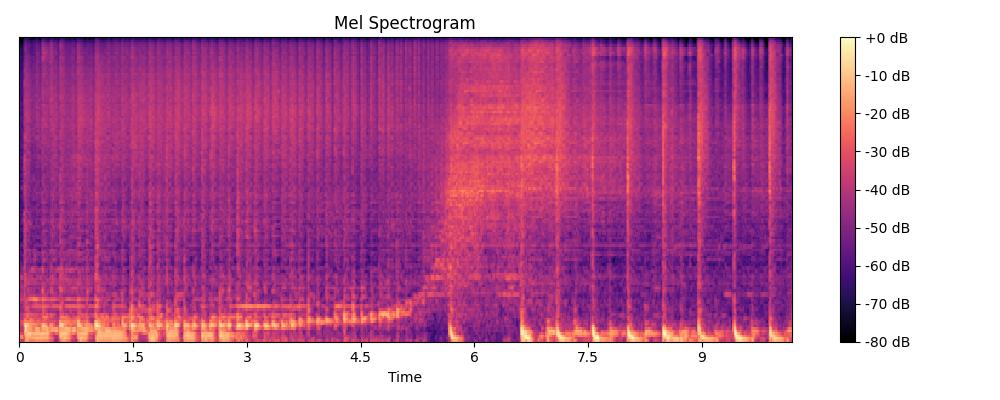 Mel Spectrogram
+0 dB
-10 dB
-20 dB
-30 dB
-40 dB
-50 dB
-60 dB
-70 dB
-80 dB
0 1.5 3 4.5 6 7.5 9
Time